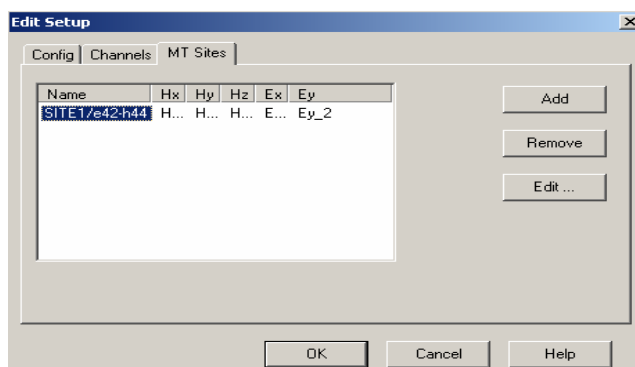 Edit Setup
Config Channels MT Sites
Name Hx Hy Hz Ex Ey
SITE1/e42-h44 H... H... H... E... Ey_2
Add
Remove
Edit ...
OK Cancel Help